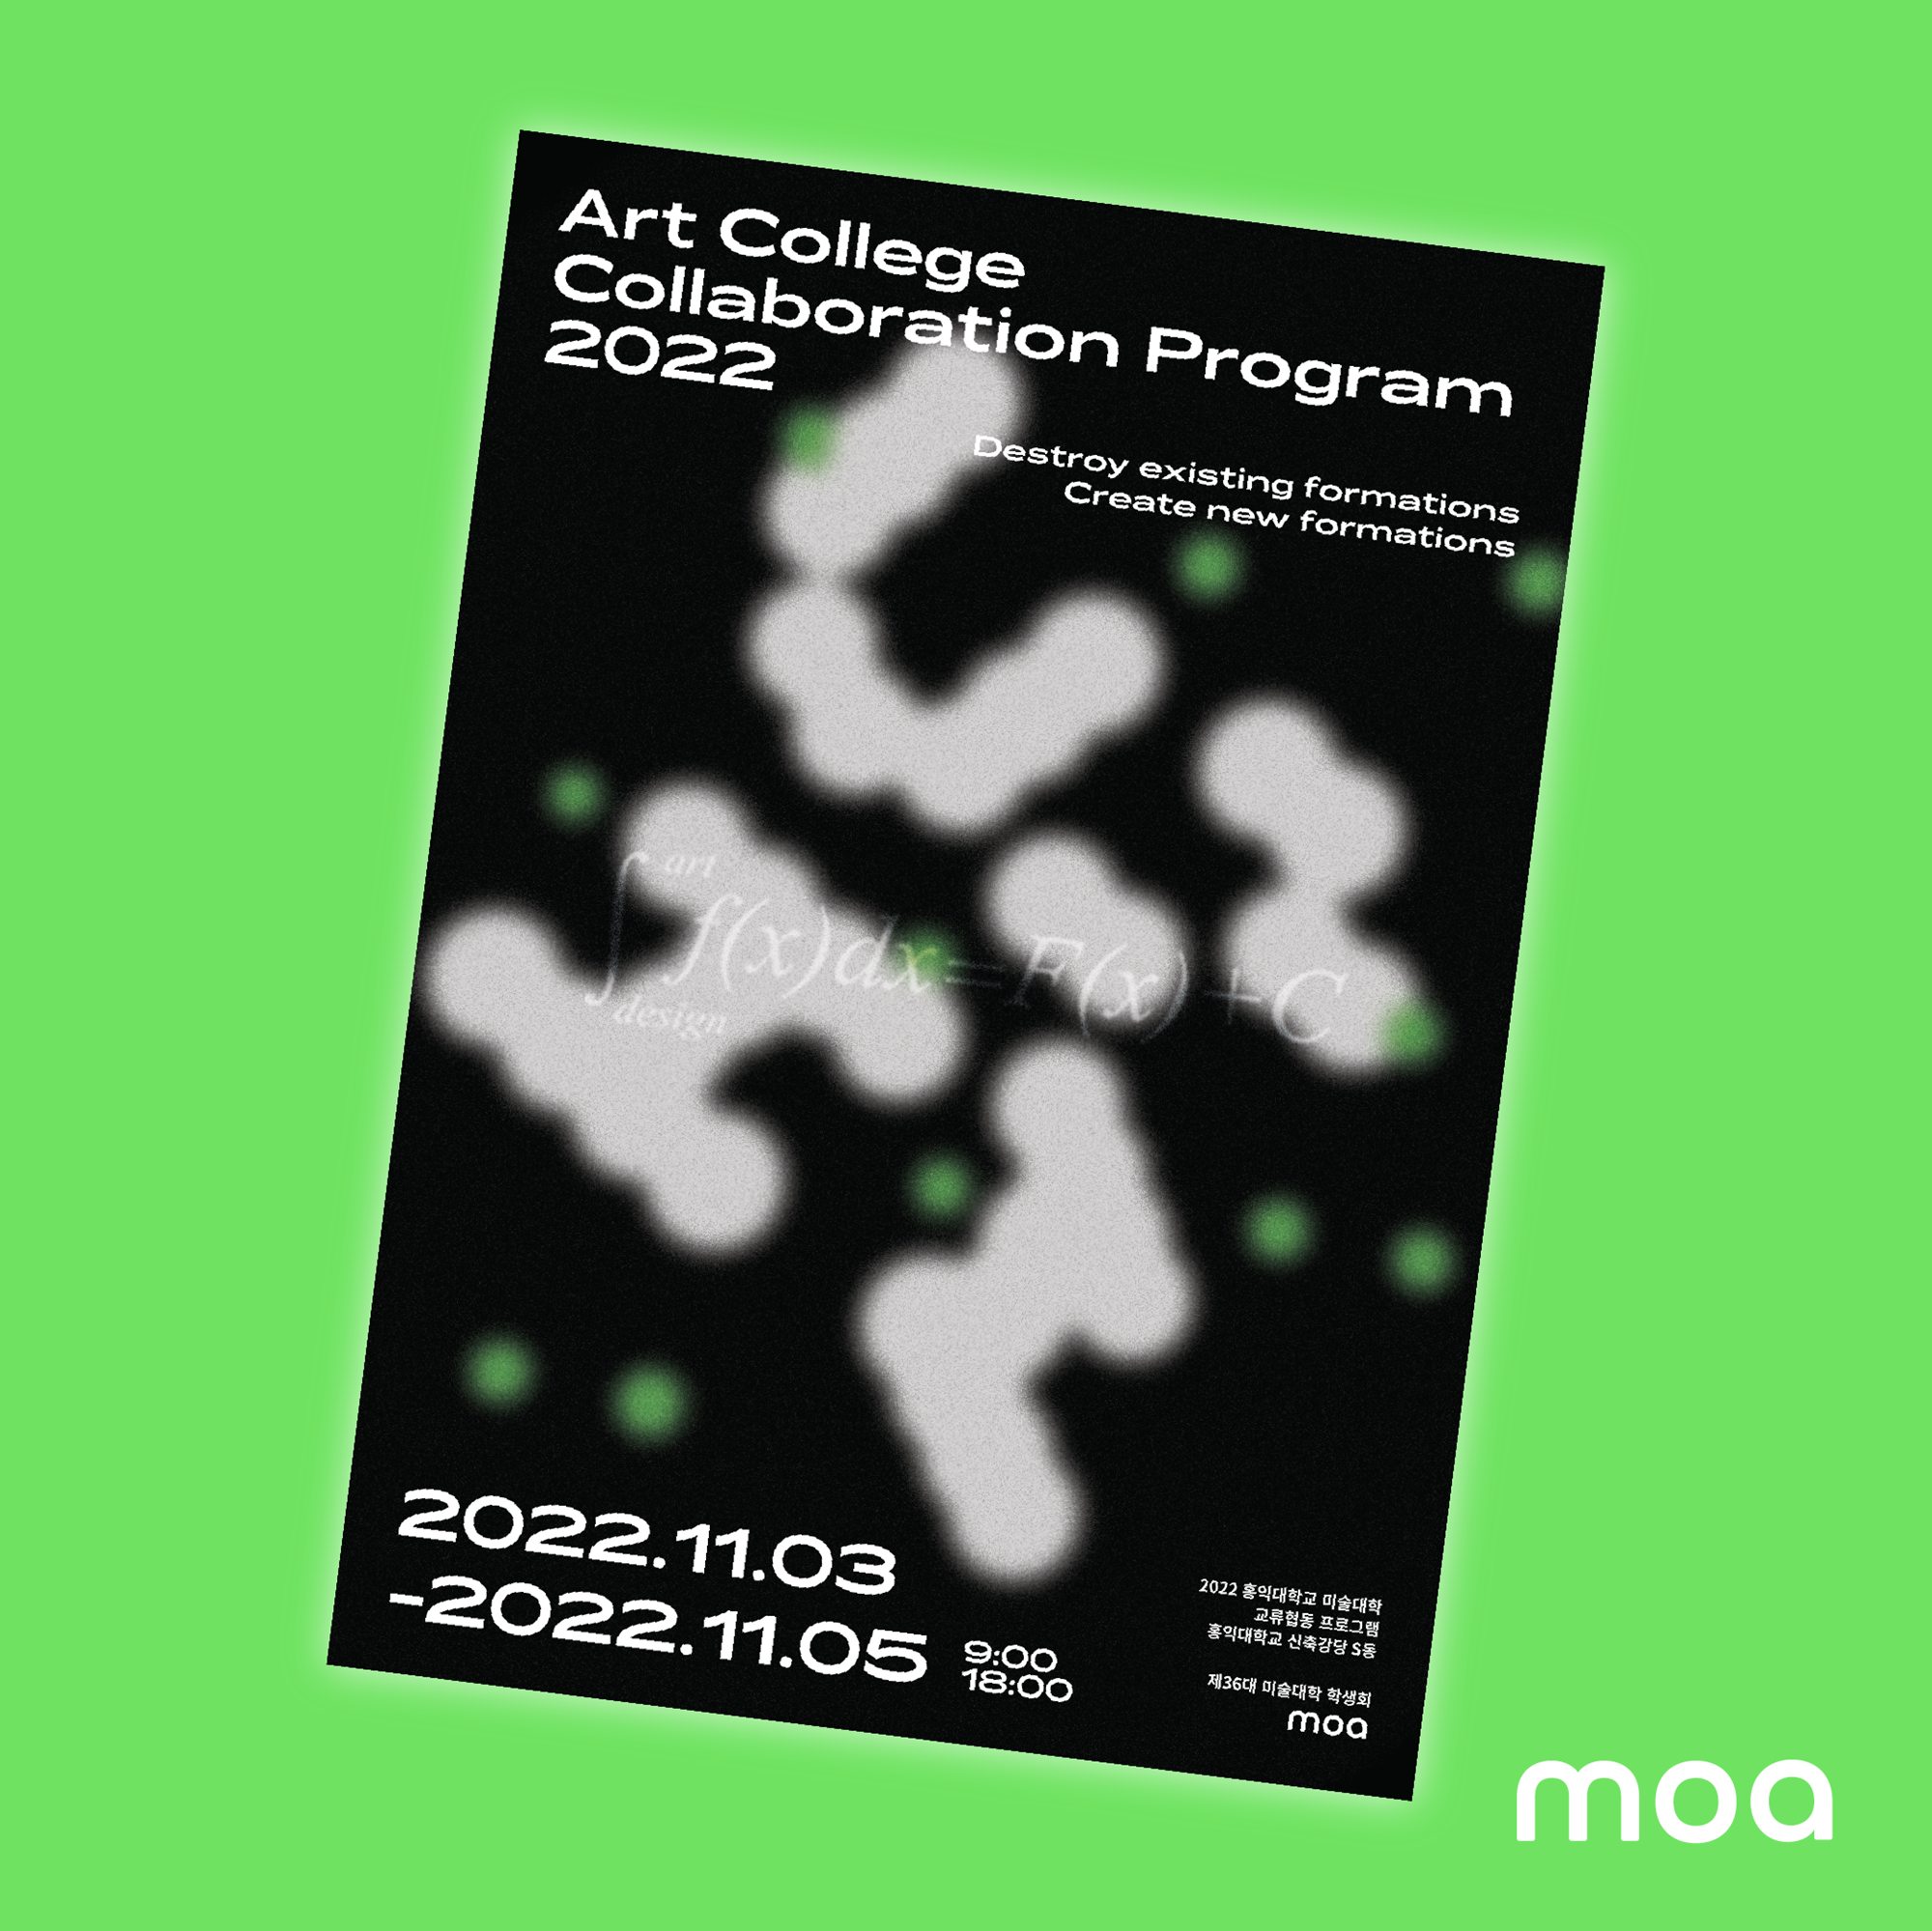 Art College
Collaboration Program
2022
Destroy existing formations
Create new formations
∫ art
f(x)dx=F(x)+C
design
2022.11.03
-2022.11.05
9:00
18:00
2022 홍익대학교 미술대학
교류협동 프로그램
홍익대학교 신축강당 S동
제36대 미술대학 학생회
moa
moa